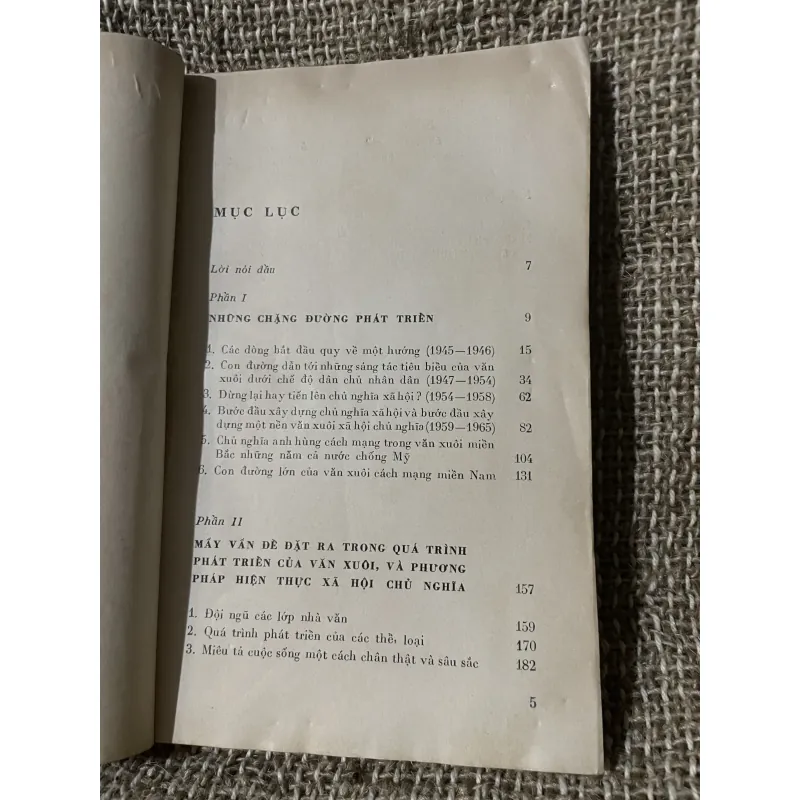 MỤC LỤC
Lời nói đầu 7
Phần I
NHỮNG CHẶNG ĐƯỜNG PHÁT TRIỂN 9
1. Các dòng bắt đầu quy về một hướng (1945—1946) 15
2. Con đường dẫn tới những sáng tác tiêu biểu của văn
xuôi dưới chế độ dân chủ nhân dân (1947—1954) 34
3. Dừng lại hay tiến lên chủ nghĩa xã hội ? (1954—1958) 62
4. Bước đầu xây dựng chủ nghĩa xã hội và bước đầu xây
dựng một nền văn xuôi xã hội chủ nghĩa (1959—1965) 82
5. Chủ nghĩa anh hùng cách mạng trong văn xuôi miền
Bắc những năm cả nước chống Mỹ 104
6. Con đường lớn của văn xuôi cách mạng miền Nam 131
Phần II
MẤY VẤN ĐỀ ĐẶT RA TRONG QUÁ TRÌNH
PHÁT TRIỂN CỦA VĂN XUÔI, VÀ PHƯƠNG
PHÁP HIỆN THỰC XÃ HỘI CHỦ NGHĨA 157
1. Đội ngũ các lớp nhà văn 159
2. Quá trình phát triển của các thể, loại 170
3. Miêu tả cuộc sống một cách chân thật và sâu sắc 182
5